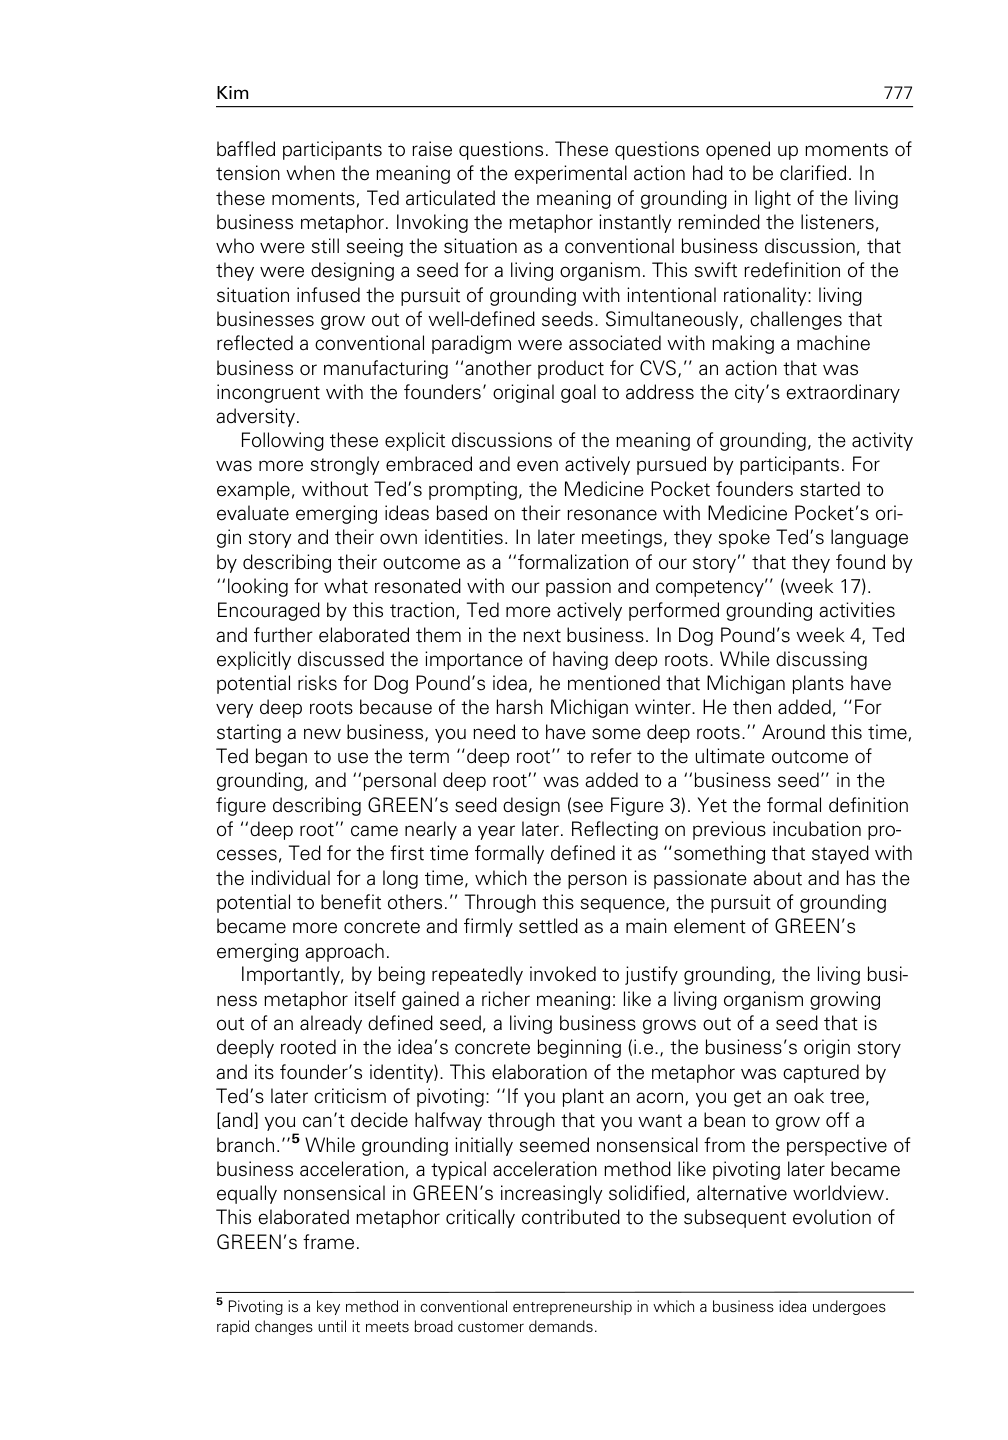 Kim 777
baffled participants to raise questions. These questions opened up moments of
tension when the meaning of the experimental action had to be clarified. In
these moments, Ted articulated the meaning of grounding in light of the living
business metaphor. Invoking the metaphor instantly reminded the listeners,
who were still seeing the situation as a conventional business discussion, that
they were designing a seed for a living organism. This swift redefinition of the
situation infused the pursuit of grounding with intentional rationality: living
businesses grow out of well-defined seeds. Simultaneously, challenges that
reflected a conventional paradigm were associated with making a machine
business or manufacturing ‘‘another product for CVS,’’ an action that was
incongruent with the founders’ original goal to address the city’s extraordinary
adversity.
Following these explicit discussions of the meaning of grounding, the activity
was more strongly embraced and even actively pursued by participants. For
example, without Ted’s prompting, the Medicine Pocket founders started to
evaluate emerging ideas based on their resonance with Medicine Pocket’s ori-
gin story and their own identities. In later meetings, they spoke Ted’s language
by describing their outcome as a ‘‘formalization of our story’’ that they found by
‘‘looking for what resonated with our passion and competency’’ (week 17).
Encouraged by this traction, Ted more actively performed grounding activities
and further elaborated them in the next business. In Dog Pound’s week 4, Ted
explicitly discussed the importance of having deep roots. While discussing
potential risks for Dog Pound’s idea, he mentioned that Michigan plants have
very deep roots because of the harsh Michigan winter. He then added, ‘‘For
starting a new business, you need to have some deep roots.’’ Around this time,
Ted began to use the term ‘‘deep root’’ to refer to the ultimate outcome of
grounding, and ‘‘personal deep root’’ was added to a ‘‘business seed’’ in the
figure describing GREEN’s seed design (see Figure 3). Yet the formal definition
of ‘‘deep root’’ came nearly a year later. Reflecting on previous incubation pro-
cesses, Ted for the first time formally defined it as ‘‘something that stayed with
the individual for a long time, which the person is passionate about and has the
potential to benefit others.’’ Through this sequence, the pursuit of grounding
became more concrete and firmly settled as a main element of GREEN’s
emerging approach.
Importantly, by being repeatedly invoked to justify grounding, the living busi-
ness metaphor itself gained a richer meaning: like a living organism growing
out of an already defined seed, a living business grows out of a seed that is
deeply rooted in the idea’s concrete beginning (i.e., the business’s origin story
and its founder’s identity). This elaboration of the metaphor was captured by
Ted’s later criticism of pivoting: ‘‘If you plant an acorn, you get an oak tree,
[and] you can’t decide halfway through that you want a bean to grow off a
branch.’’5 While grounding initially seemed nonsensical from the perspective of
business acceleration, a typical acceleration method like pivoting later became
equally nonsensical in GREEN’s increasingly solidified, alternative worldview.
This elaborated metaphor critically contributed to the subsequent evolution of
GREEN’s frame.
5 Pivoting is a key method in conventional entrepreneurship in which a business idea undergoes
rapid changes until it meets broad customer demands.